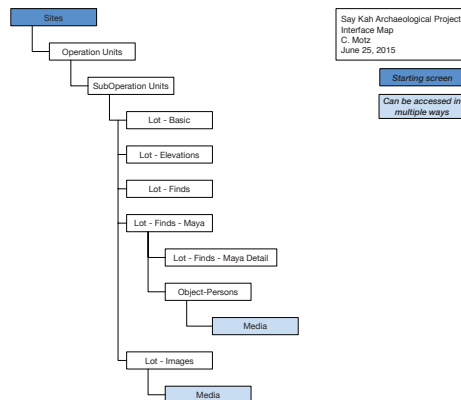 Sites
Say Kah Archaeological Project
Interface Map
C. Motz
June 25, 2015
Operation Units
SubOperation Units
Starting screen
Can be accessed in
multiple ways
Lot - Basic
Lot - Elevations
Lot - Finds
Lot - Finds - Maya
Lot - Finds - Maya Detail
Object-Persons
Media
Lot - Images
Media